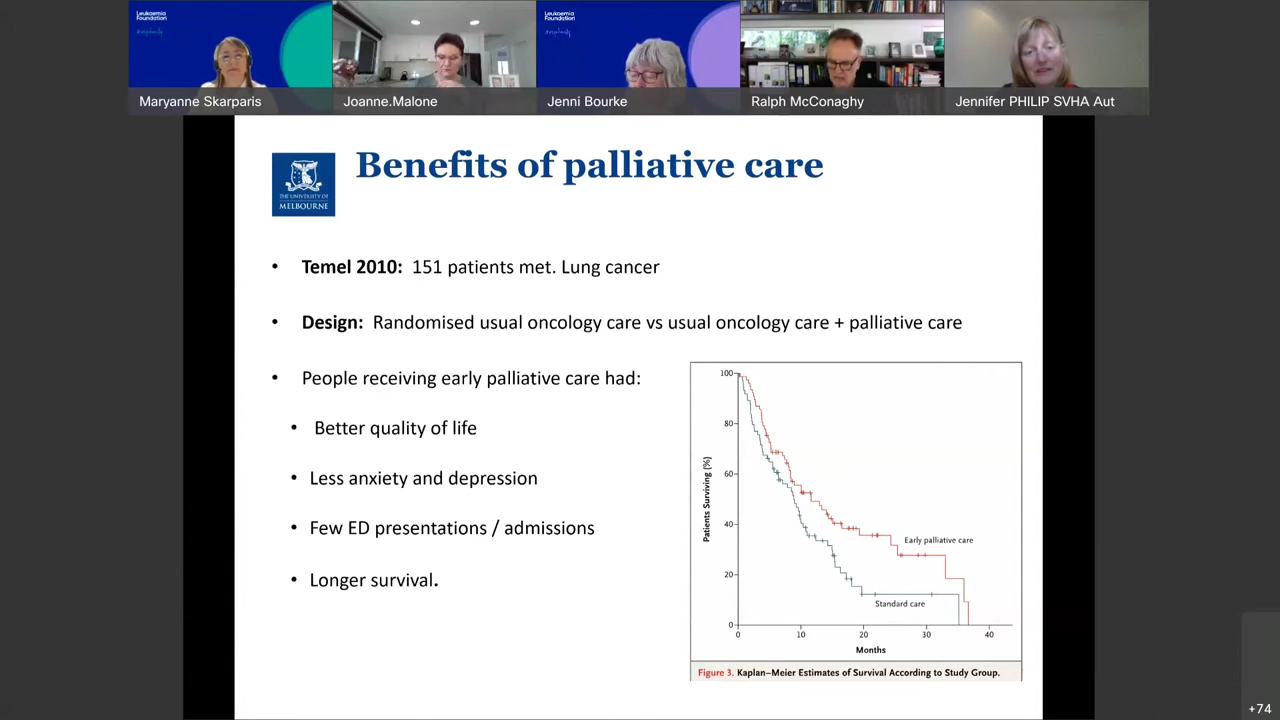 Leukaemia
Foundation
Leukaemia
Foundation
Maryanne Skarparis
Joanne.Malone
Jenni Bourke
Ralph McConaghy
Jennifer PHILIP SVHA Aut
THE UNIVERSITY OF
MELBOURNE
Benefits of palliative care
• Temel 2010: 151 patients met. Lung cancer
• Design: Randomised usual oncology care vs usual oncology care + palliative care
• People receiving early palliative care had:
• Better quality of life
• Less anxiety and depression
• Few ED presentations / admissions
• Longer survival.
Patients Surviving (%)
100
80
60
40
20
0
Early palliative care
Standard care
0 10 20 30 40
Months
Figure 3. Kaplan–Meier Estimates of Survival According to Study Group.
+74